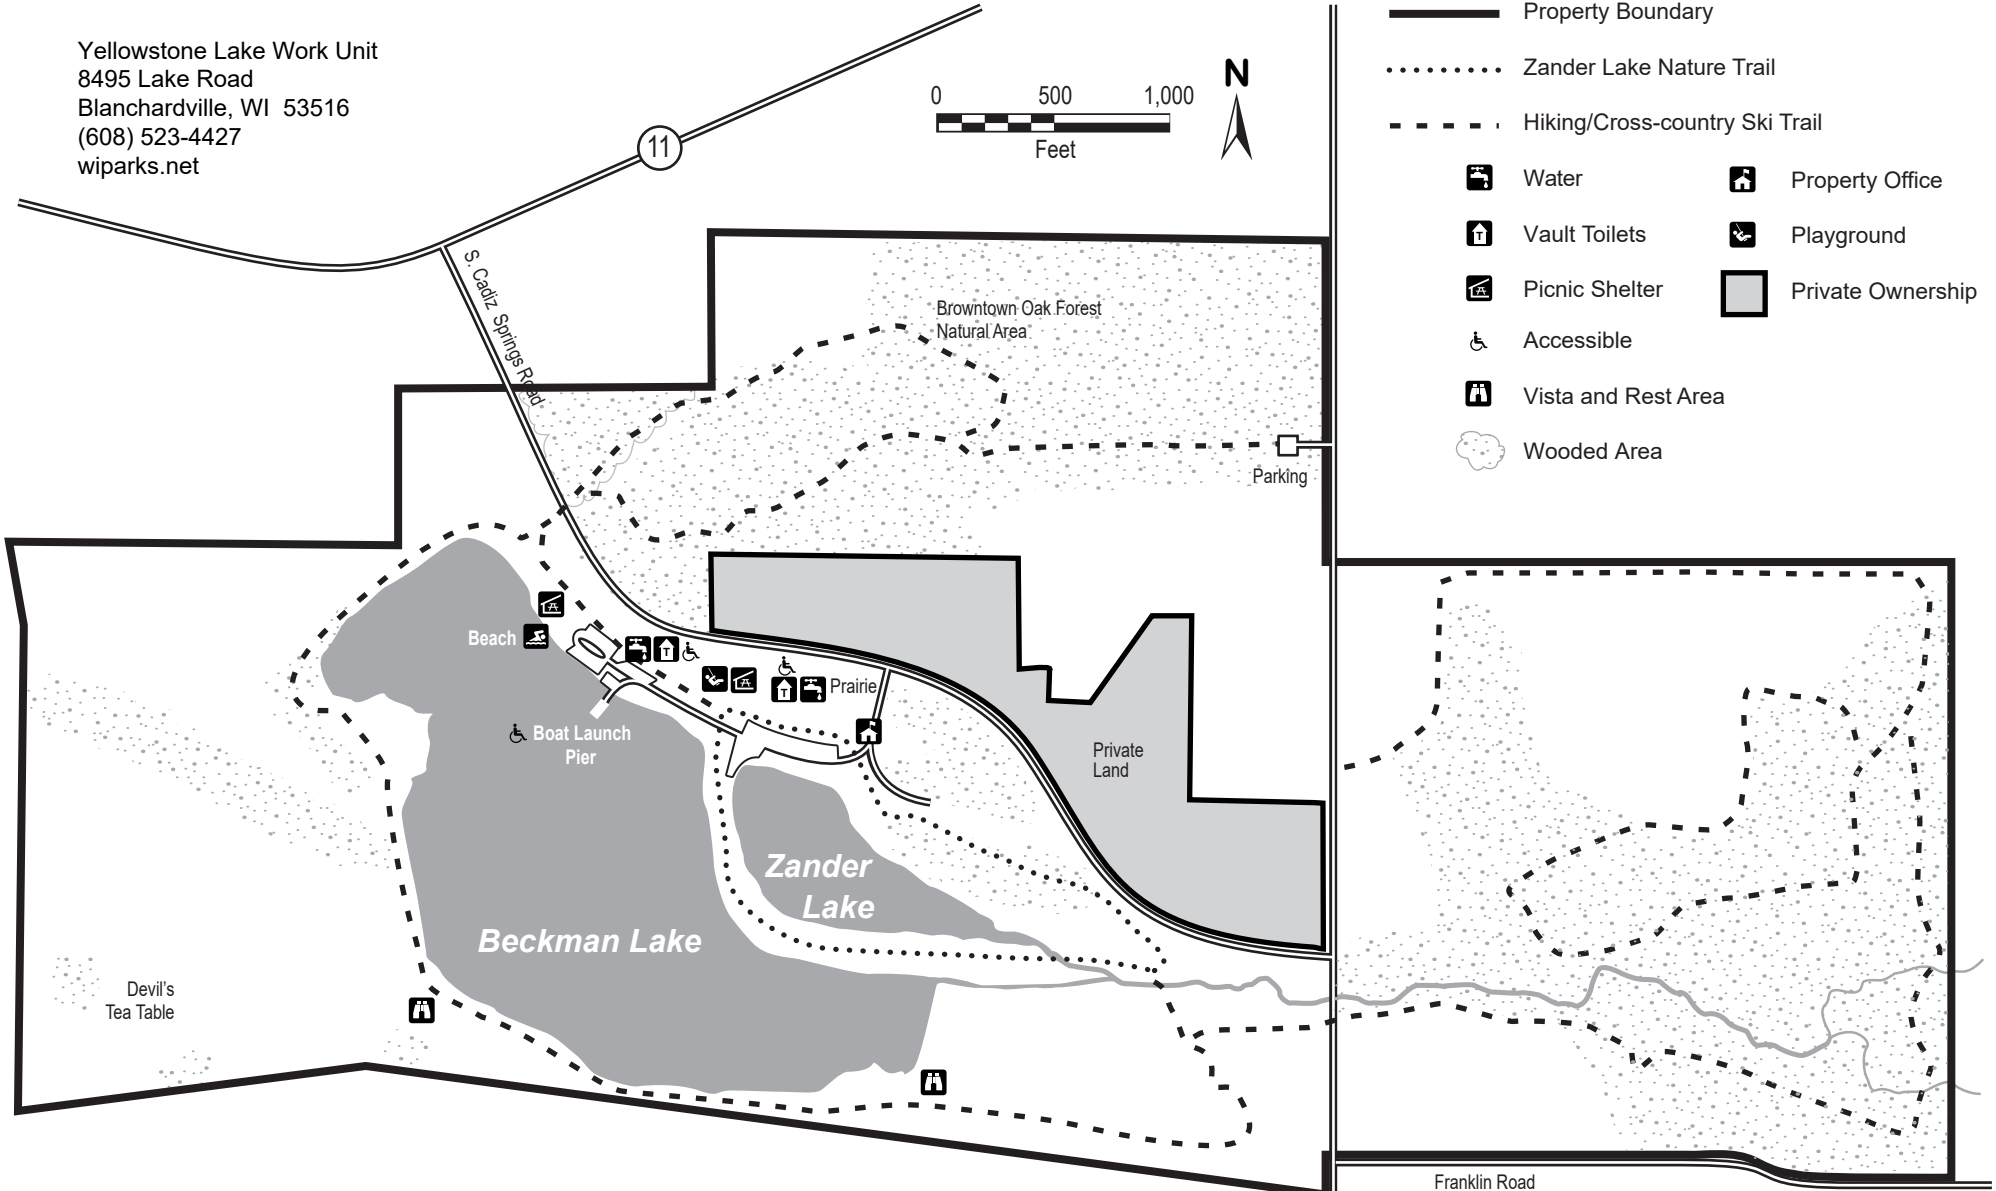 Yellowstone Lake Work Unit
8495 Lake Road
Blanchardville, WI  53516
(608) 523-4427
wiparks.net
11
0 500 1,000
Feet
N
Property Boundary
Zander Lake Nature Trail
Hiking/Cross-country Ski Trail
Water
Property Office
T
Vault Toilets
Playground
Picnic Shelter
Private Ownership
Accessible
Vista and Rest Area
Wooded Area
S. Cadiz Springs Road
Browntown Oak Forest
Natural Area
Parking
Beach
T
T
Prairie
Boat Launch
Pier
Private
Land
Zander
Lake
Beckman Lake
Devil's
Tea Table
Franklin Road